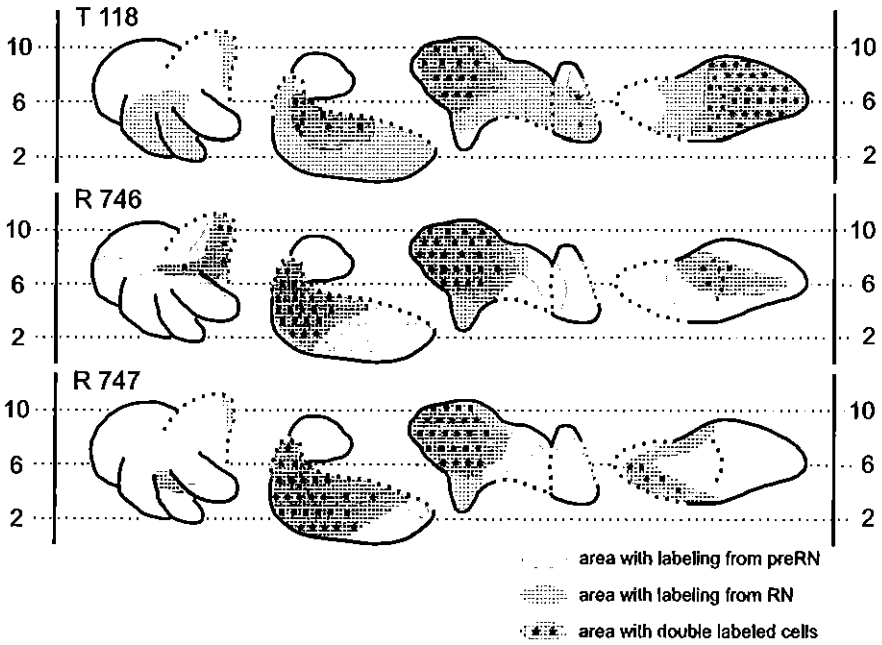 T 118
10 10
6 6
2 2
R 746
10 10
6 6
2 2
R 747
10 10
6 6
2 2
area with labeling from preRN
area with labeling from RN
area with double labeled cells